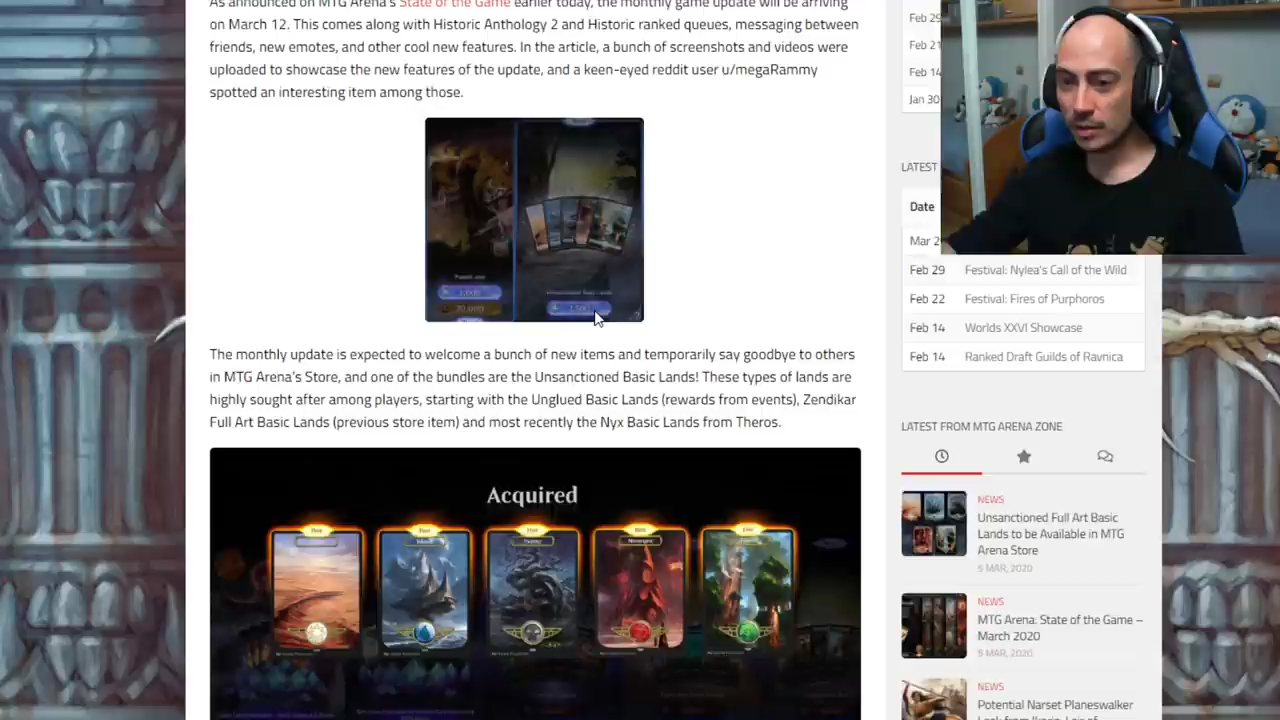 As announced on MTG Arena's State of the Game earlier today, the monthly game update will be arriving
on March 12. This comes along with Historic Anthology 2 and Historic ranked queues, messaging between
friends, new emotes, and other cool new features. In the article, a bunch of screenshots and videos were
uploaded to showcase the new features of the update, and a keen-eyed reddit user u/megaRammy
spotted an interesting item among those.
The monthly update is expected to welcome a bunch of new items and temporarily say goodbye to others
in MTG Arena's Store, and one of the bundles are the Unsanctioned Basic Lands! These types of lands are
highly sought after among players, starting with the Unglued Basic Lands (rewards from events), Zendikar
Full Art Basic Lands (previous store item) and most recently the Nyx Basic Lands from Theros.
Acquired
Feb 29
Feb 21
Feb 14
Jan 30
LATEST
Date
Mar 2
Feb 29 Festival: Nylea's Call of the Wild
Feb 22 Festival: Fires of Purphoros
Feb 14 Worlds XXVI Showcase
Feb 14 Ranked Draft Guilds of Ravnica
LATEST FROM MTG ARENA ZONE
NEWS
Unsanctioned Full Art Basic
Lands to be Available in MTG
Arena Store
5 MAR, 2020
NEWS
MTG Arena: State of the Game –
March 2020
5 MAR, 2020
NEWS
Potential Narset Planeswalker